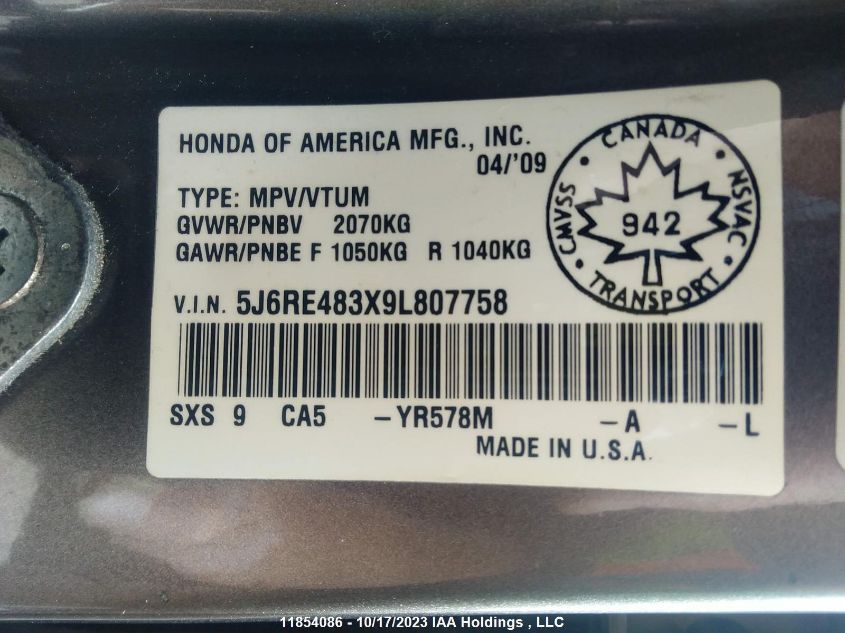 HONDA OF AMERICA MFG., INC.
04/'09
TYPE: MPV/VTUM
GVWR/PNBV 2070KG
GAWR/PNBE F 1050KG R 1040KG
CANADA
CMVSS
NSVAC
942
TRANSPORT
V.I.N. 5J6RE483X9L807758
SXS 9 CA5 -YR578M -A -L
MADE IN U.S.A.
11854086 - 10/17/2023 IAA Holdings , LLC